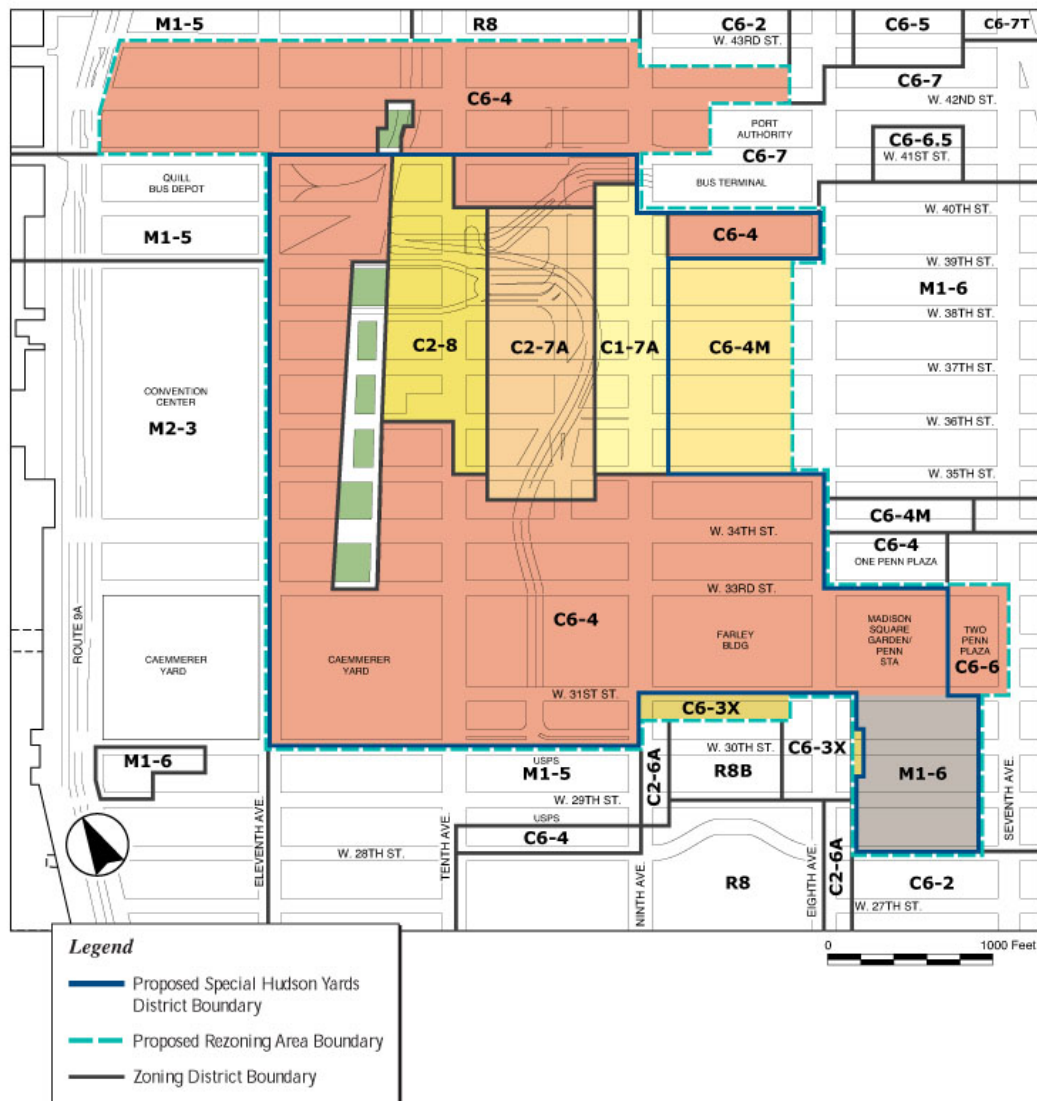 M1-5
R8
C6-2
C6-5
C6-7T
W. 43RD ST.
C6-7
C6-4
W. 42ND ST.
PORT
AUTHORITY
C6-6.5
C6-7
W. 41ST ST.
QUILL
BUS DEPOT
BUS TERMINAL
W. 40TH ST.
M1-5
C6-4
W. 39TH ST.
M1-6
W. 38TH ST.
C2-8
C2-7A
C1-7A
C6-4M
W. 37TH ST.
CONVENTION
CENTER
M2-3
W. 36TH ST.
W. 35TH ST.
C6-4M
W. 34TH ST.
C6-4
ONE PENN PLAZA
W. 33RD ST.
ROUTE 9A
C6-4
FARLEY
BLDG
MADISON
SQUARE
GARDEN/
PENN
STA
TWO
PENN
PLAZA
C6-6
CAEMMERER
YARD
CAEMMERER
YARD
W. 31ST ST.
C6-3X
M1-6
USPS
M1-5
C2-6A
W. 30TH ST.
R8B
C6-3X
M1-6
SEVENTH AVE.
W. 29TH ST.
USPS
C6-4
ELEVENTH AVE.
W. 28TH ST.
TENTH AVE.
NINTH AVE.
R8
EIGHTH AVE.
C2-6A
C6-2
W. 27TH ST.
0
1000 Feet
Legend
Proposed Special Hudson Yards
District Boundary
Proposed Rezoning Area Boundary
Zoning District Boundary